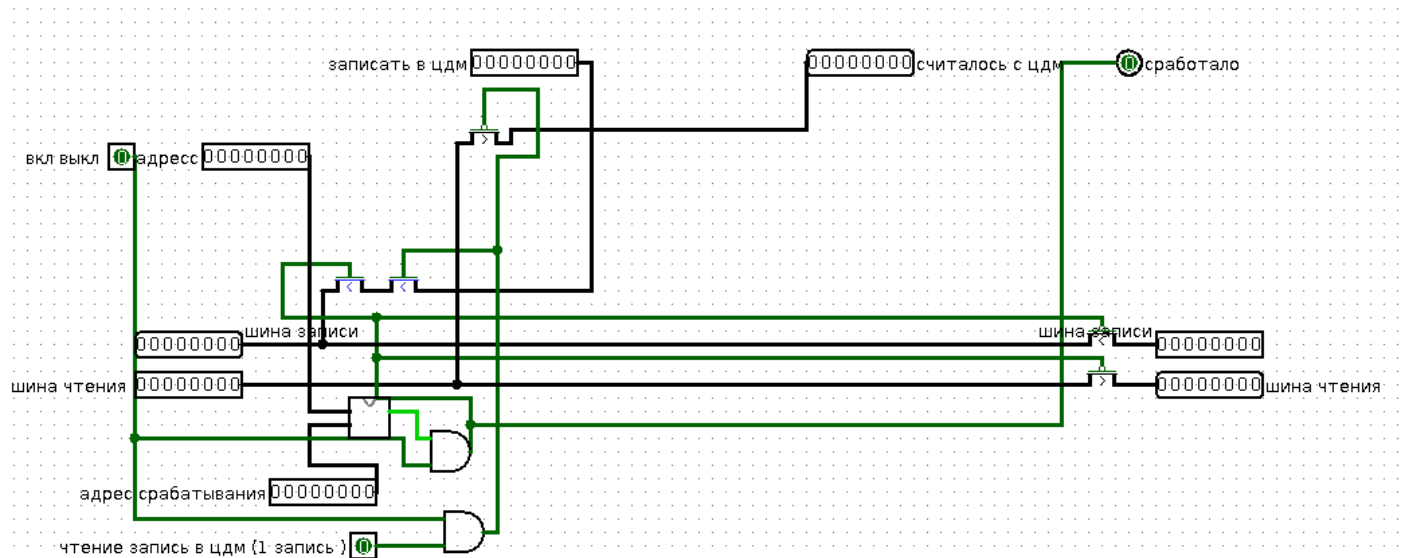 записать в цдм 00000000
00000000 считалось с цдм
0 сработало
вкл выкл 0
адресс 00000000
шина записи
00000000
шина записи
00000000
шина чтения 00000000
00000000 шина чтения
адрес срабатывания 00000000
чтение запись в цдм (1 запись ) 0